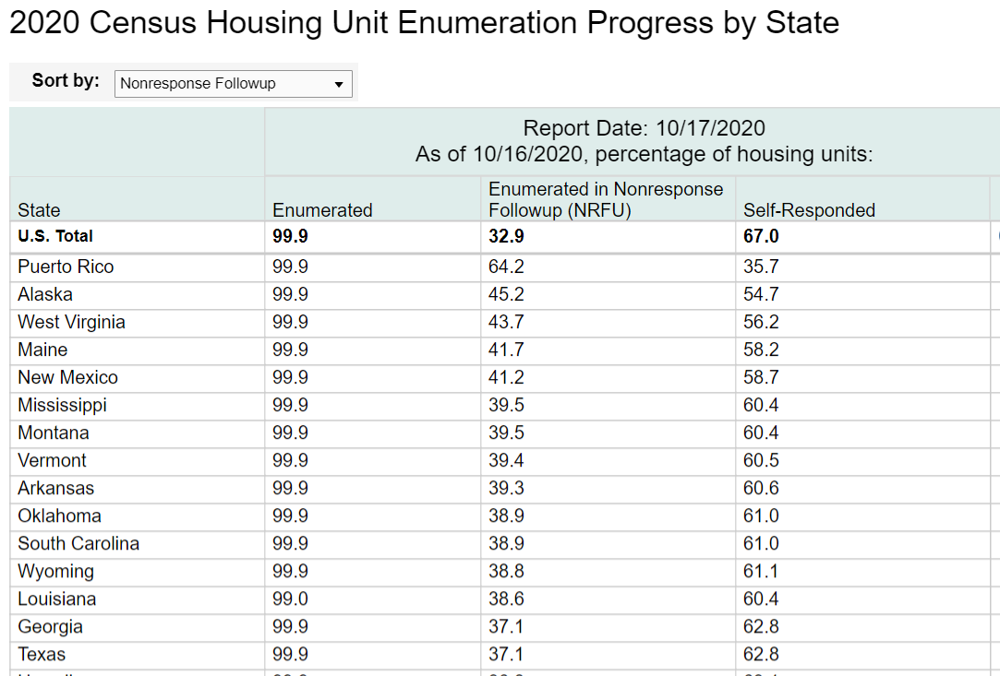 2020 Census Housing Unit Enumeration Progress by State
Sort by: Nonresponse Followup
Report Date: 10/17/2020
As of 10/16/2020, percentage of housing units:
State Enumerated Enumerated in Nonresponse Followup (NRFU) Self-Responded
U.S. Total 99.9 32.9 67.0
Puerto Rico 99.9 64.2 35.7
Alaska 99.9 45.2 54.7
West Virginia 99.9 43.7 56.2
Maine 99.9 41.7 58.2
New Mexico 99.9 41.2 58.7
Mississippi 99.9 39.5 60.4
Montana 99.9 39.5 60.4
Vermont 99.9 39.4 60.5
Arkansas 99.9 39.3 60.6
Oklahoma 99.9 38.9 61.0
South Carolina 99.9 38.9 61.0
Wyoming 99.9 38.8 61.1
Louisiana 99.0 38.6 60.4
Georgia 99.9 37.1 62.8
Texas 99.9 37.1 62.8